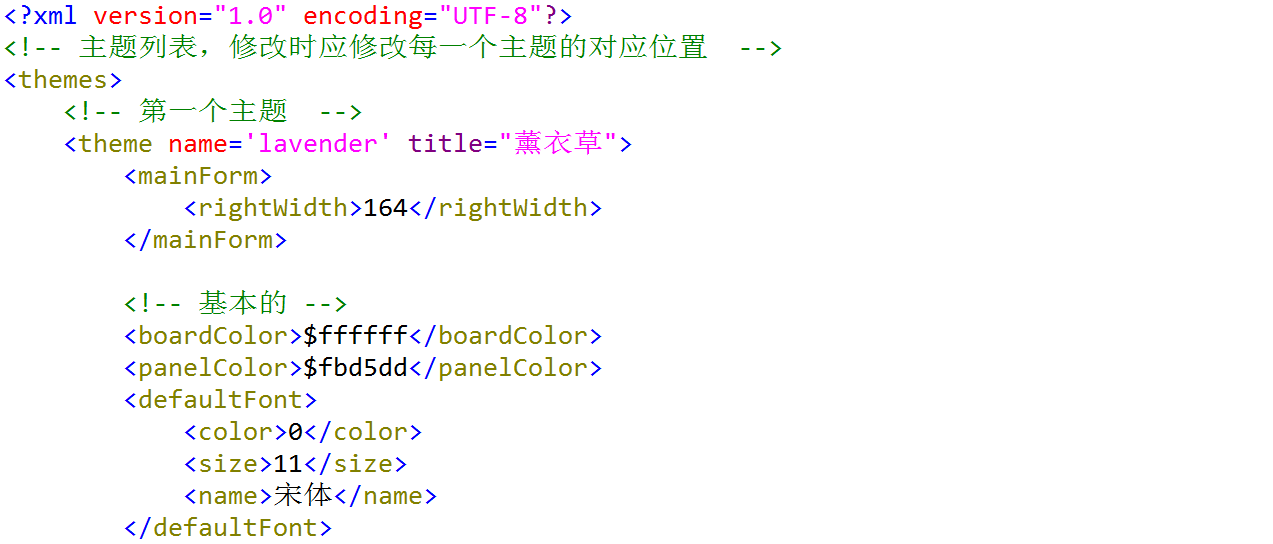 <?xml version="1.0" encoding="UTF-8"?>
<!-- 主题列表，修改时应修改每一个主题的对应位置  -->
<themes>
    <!-- 第一个主题  -->
    <theme name='lavender' title="薰衣草">
        <mainForm>
            <rightWidth>164</rightWidth>
        </mainForm>

        <!-- 基本的 -->
        <boardColor>$ffffff</boardColor>
        <panelColor>$fbd5dd</panelColor>
        <defaultFont>
            <color>0</color>
            <size>11</size>
            <name>宋体</name>
        </defaultFont>